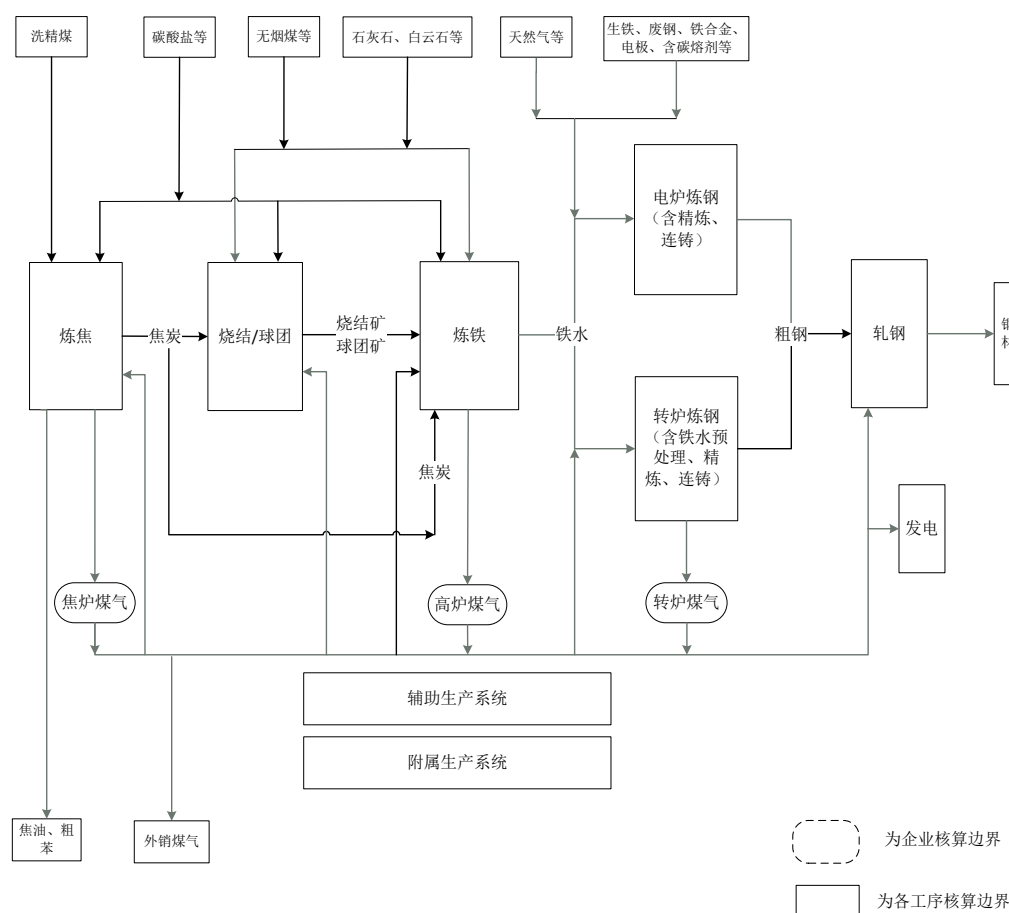 洗精煤
碳酸盐等
无烟煤等
石灰石、白云石等
天然气等
生铁、废钢、铁合金、
电极、含碳熔剂等
电炉炼钢
（含精炼、
连铸）
炼焦
焦炭
烧结/球团
烧结矿
球团矿
炼铁
铁水
粗钢
轧钢
转炉炼钢
（含铁水预
处理、精
炼、连铸）
焦炭
发电
焦炉煤气
高炉煤气
转炉煤气
辅助生产系统
附属生产系统
焦油、粗
苯
外销煤气
为企业核算边界
为各工序核算边界